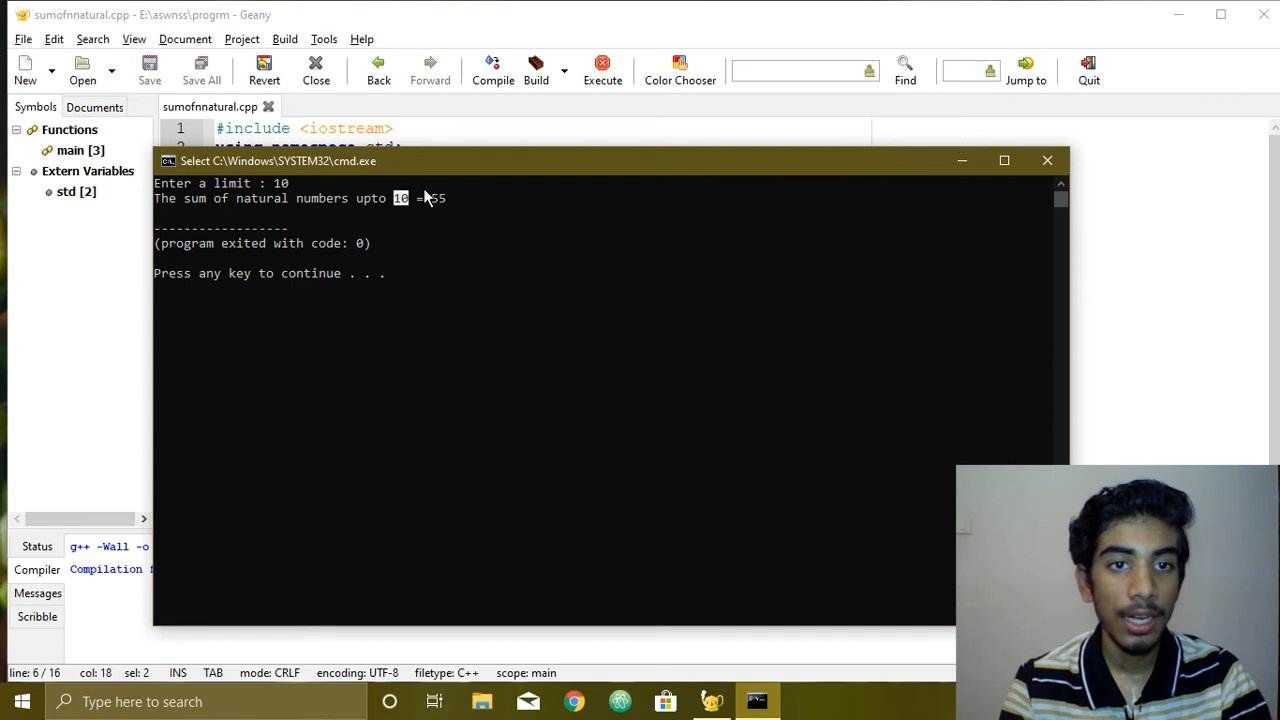 sumofnnatural.cpp - E:\aswnss\progrm - Geany
File Edit Search View Document Project Build Tools Help
New Open Save Save All Revert Close Back Forward Compile Build Execute Color Chooser Find Jump to Quit
Symbols Documents sumofnnatural.cpp
Functions
main [3]
Extern Variables
std [2]
1 #include <iostream>
Select C:\Windows\SYSTEM32\cmd.exe
Enter a limit : 10
The sum of natural numbers upto 10 = 55
------------------
(program exited with code: 0)
Press any key to continue . . .
Status g++ -Wall -o
Compiler Compilation
Messages
Scribble
line: 6 / 16 col: 18 sel: 2 INS TAB mode: CRLF encoding: UTF-8 filetype: C++ scope: main
Type here to search